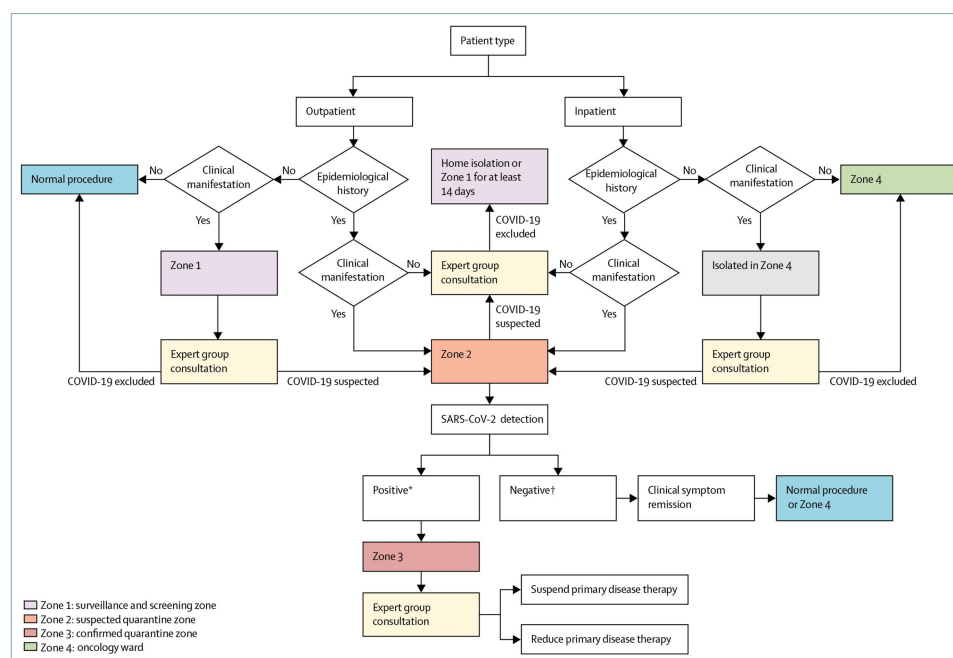 Patient type
Outpatient
Inpatient
Normal procedure
No
Clinical
manifestation
No
Epidemiological
history
Home isolation or
Zone 1 for at least
14 days
Epidemiological
history
No
Clinical
manifestation
No
Zone 4
Yes
Yes
COVID-19
excluded
Yes
Yes
Zone 1
Clinical
manifestation
No
Expert group
consultation
No
Clinical
manifestation
Isolated in Zone 4
Yes
COVID-19
suspected
Yes
Expert group
consultation
Zone 2
Expert group
consultation
COVID-19 excluded
COVID-19 suspected
COVID-19 suspected
COVID-19 excluded
SARS-CoV-2 detection
Positive*
Negative†
Clinical symptom
remission
Normal procedure
or Zone 4
Zone 3
Expert group
consultation
Suspend primary disease therapy
Reduce primary disease therapy
Zone 1: surveillance and screening zone
Zone 2: suspected quarantine zone
Zone 3: confirmed quarantine zone
Zone 4: oncology ward